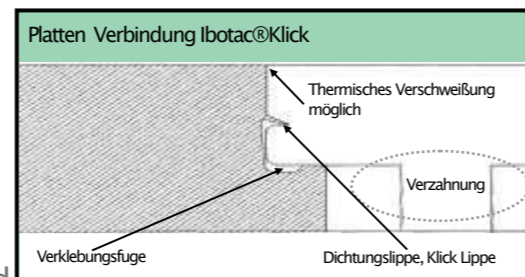 Platten Verbindung Ibotac®Klick
Thermisches Verschweißung
möglich
Verzahnung
Verklebungsfuge
Dichtungslippe, Klick Lippe